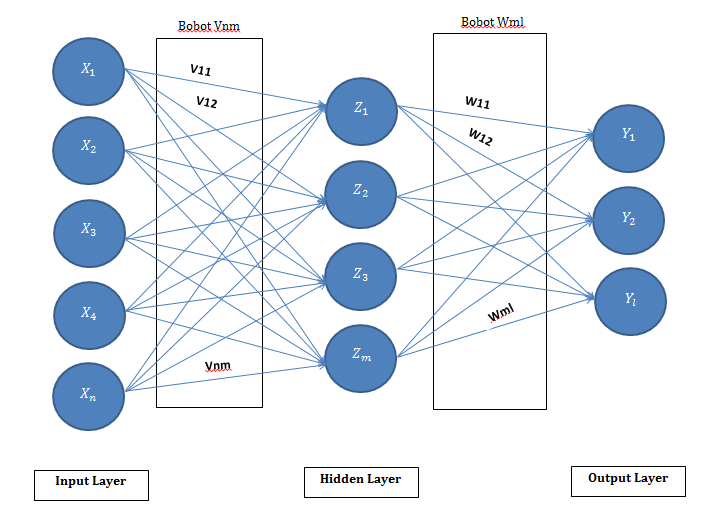 Bobot Vnm
Bobot Wml
X1
X2
X3
X4
Xn
V11
V12
Vnm
Z1
Z2
Z3
Zm
W11
W12
Wml
Y1
Y2
Yl
Input Layer
Hidden Layer
Output Layer